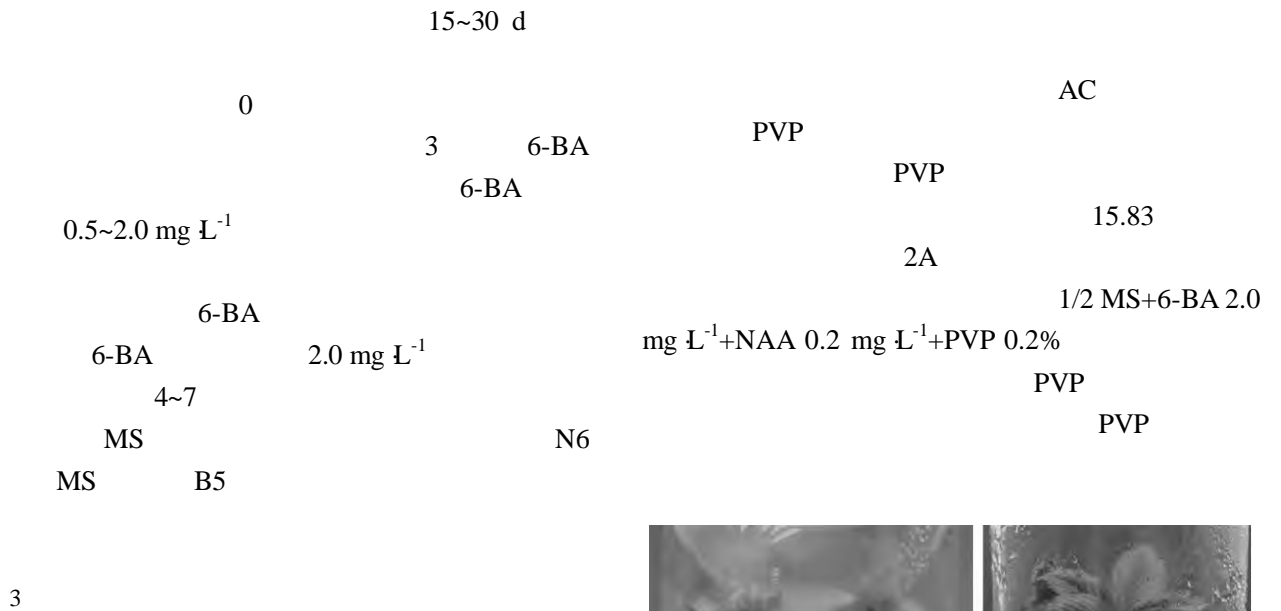 15~30 d
0
3 6-BA
6-BA
0.5~2.0 mg L-1
6-BA
6-BA 2.0 mg L-1
4~7
MS N6
MS B5
3
AC
PVP
PVP
15.83
2A
1/2 MS+6-BA 2.0
mg L-1+NAA 0.2 mg L-1+PVP 0.2%
PVP
PVP